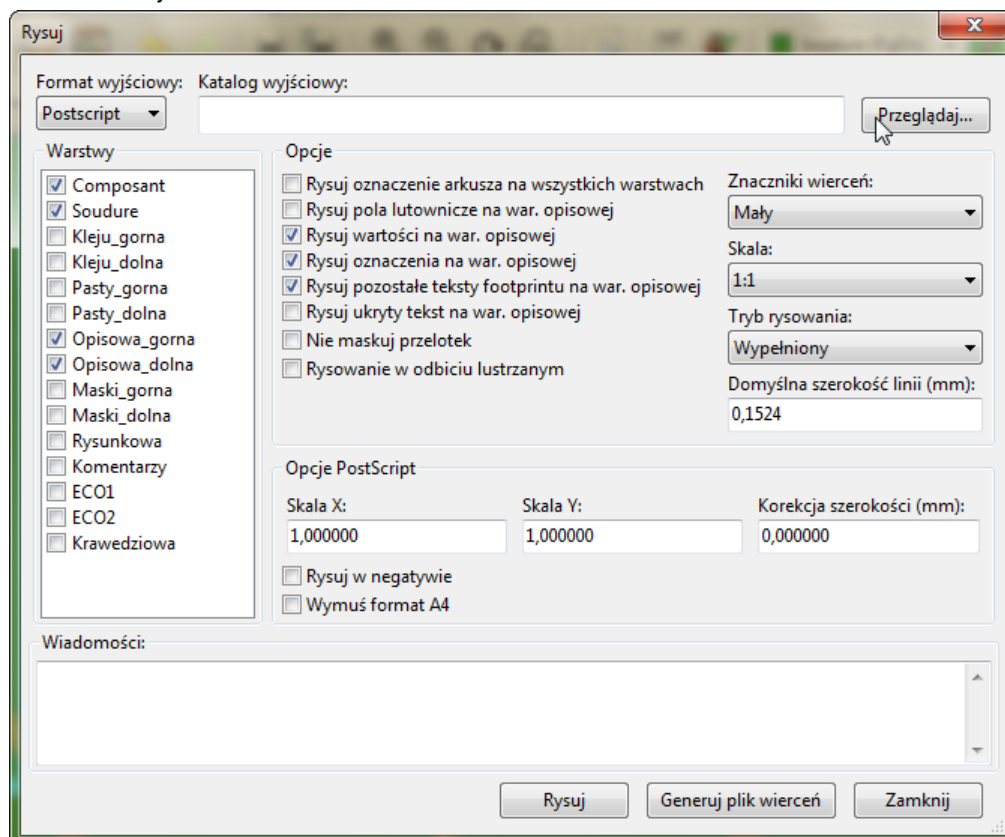 Rysuj
Format wyjściowy: Katalog wyjściowy:
Postscript Przeglądaj...
Warstwy
Composant
Soudure
Kleju_gorna
Kleju_dolna
Pasty_gorna
Pasty_dolna
Opisowa_gorna
Opisowa_dolna
Maski_gorna
Maski_dolna
Rysunkowa
Komentarzy
ECO1
ECO2
Krawedziowa
Opcje
Rysuj oznaczenie arkusza na wszystkich warstwach
Rysuj pola lutownicze na war. opisowej
Rysuj wartości na war. opisowej
Rysuj oznaczenia na war. opisowej
Rysuj pozostałe teksty footprintu na war. opisowej
Rysuj ukryty tekst na war. opisowej
Nie maskuj przelotek
Rysowanie w odbiciu lustrzanym
Znaczniki wierceń:
Mały
Skala:
1:1
Tryb rysowania:
Wypełniony
Domyślna szerokość linii (mm):
0,1524
Opcje PostScript
Skala X: Skala Y: Korekcja szerokości (mm):
1,000000 1,000000 0,000000
Rysuj w negatywie
Wymuś format A4
Wiadomości:
Rysuj Generuj plik wierceń Zamknij